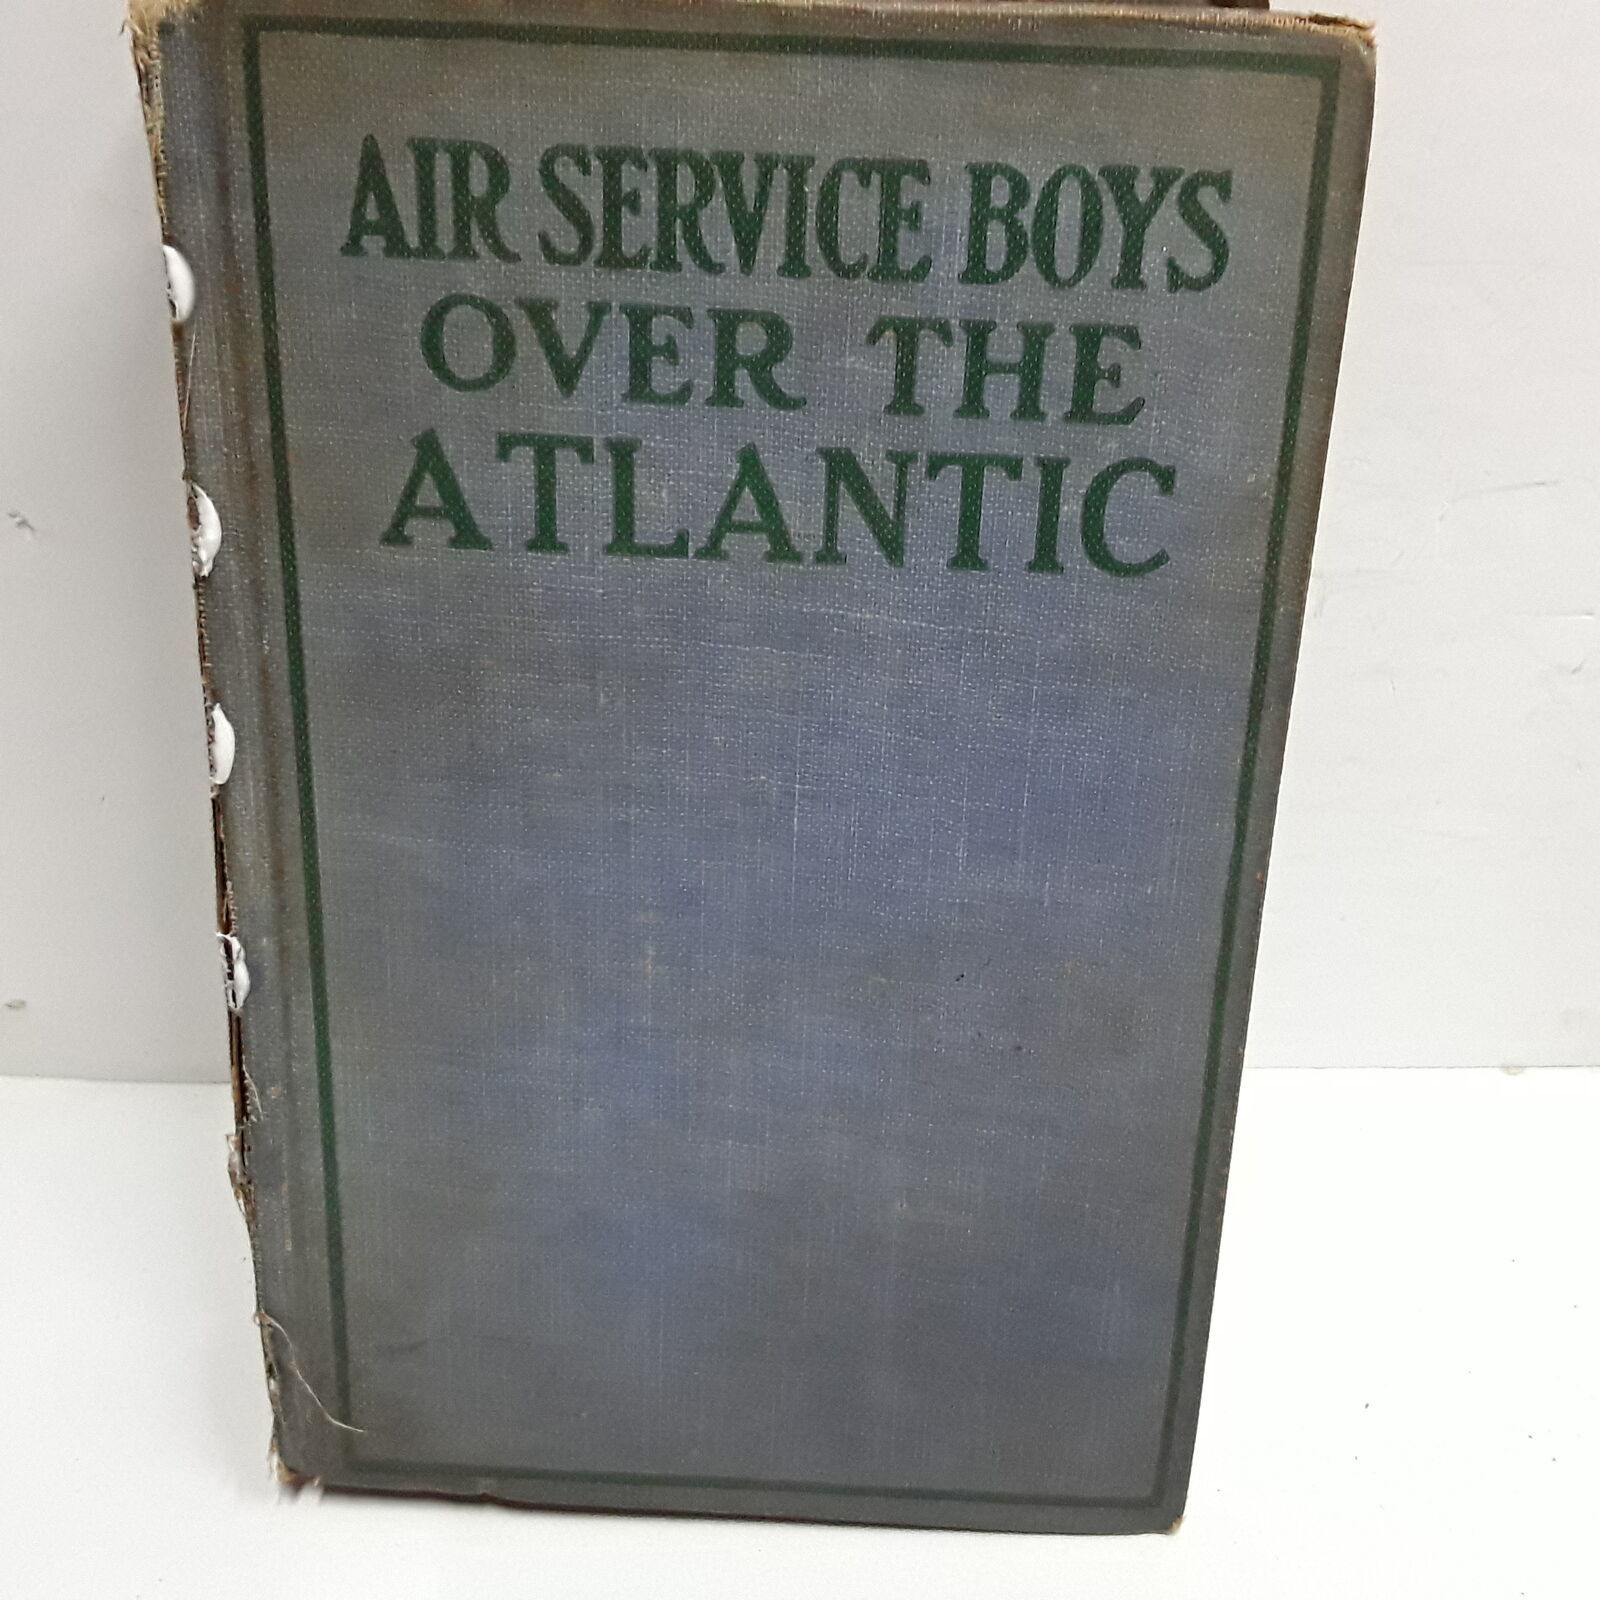 AIR SERVICE BOYS
OVER THE
ATLANTIC